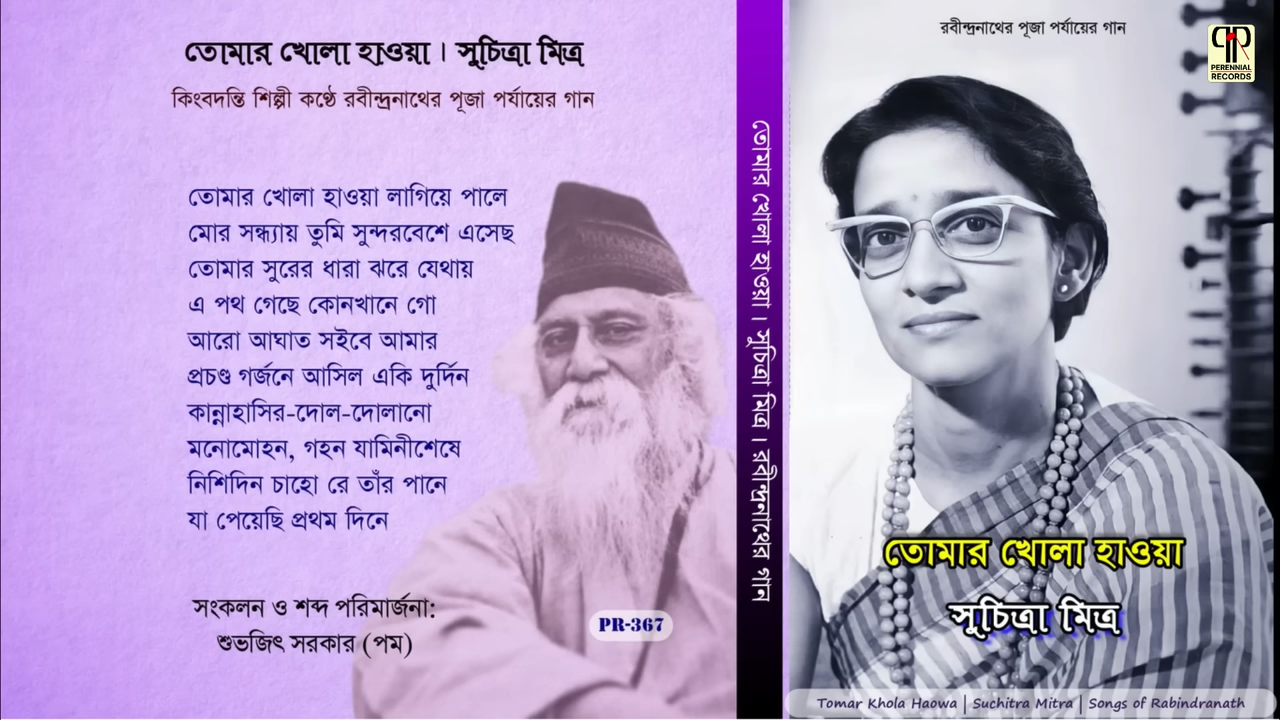 তোমার খোলা হাওয়া। সুচিত্রা মিত্র
কিংবদন্তি শিল্পী কণ্ঠে রবীন্দ্রনাথের পূজা পর্যায়ের গান
তোমার খোলা হাওয়া লাগিয়ে পালে
মোর সন্ধ্যায় তুমি সুন্দরবেশে এসেছ
তোমার সুরের ধারা ঝরে যেথায়
এ পথ গেছে কোনখানে গো
আরো আঘাত সইবে আমার
প্রচণ্ড গর্জনে আসিল একি দুর্দিন
কান্নাহাসির-দোল-দোলানো
মনোমোহন, গহন যামিনীশেষে
নিশিদিন চাহো রে তাঁর পানে
যা পেয়েছি প্রথম দিনে
সংকলন ও শব্দ পরিমার্জনা:
শুভজিৎ সরকার (পম)
PR-367
তোমার খোলা হাওয়া। সুচিত্রা মিত্র। রবীন্দ্রনাথের গান
রবীন্দ্রনাথের পূজা পর্যায়ের গান
PR
PERENNIAL
RECORDS
তোমার খোলা হাওয়া
সুচিত্রা মিত্র
Tomar Khola Haowa | Suchitra Mitra | Songs of Rabindranath